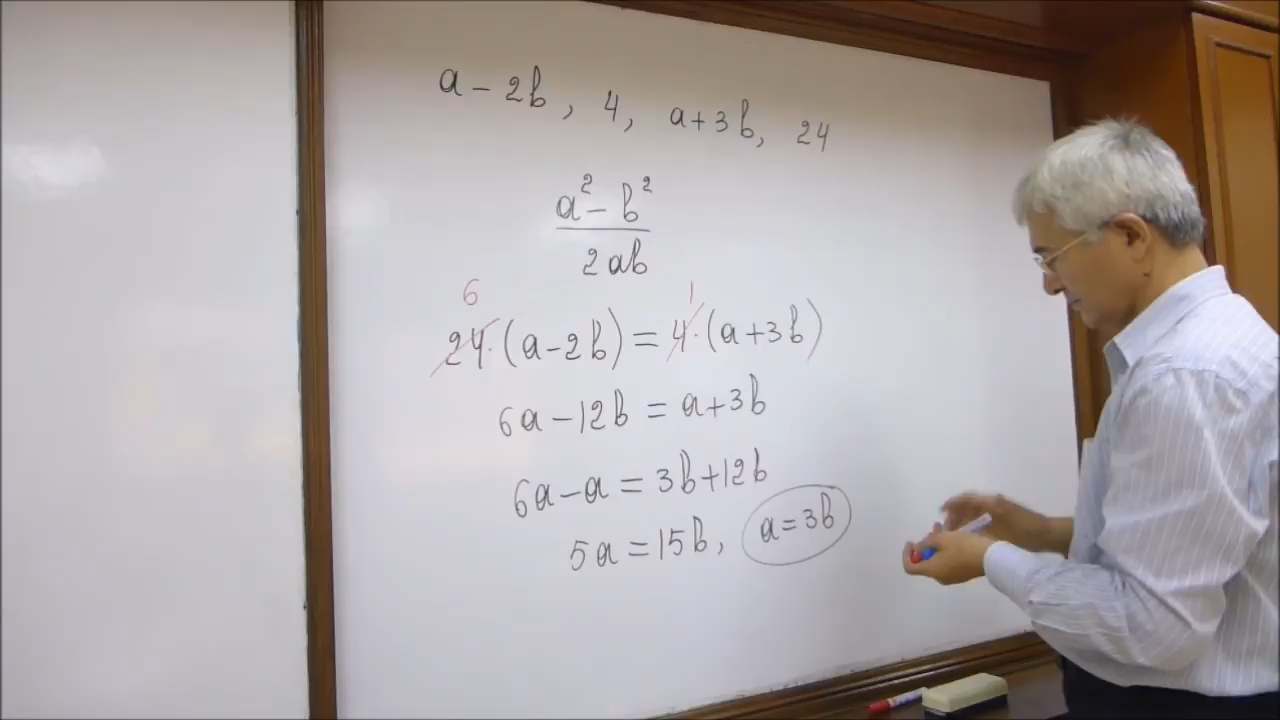 a - 2b, 4, a + 3b, 24
a² - b²
2ab
6 1
24·(a - 2b) = 4·(a + 3b)
6a - 12b = a + 3b
6a - a = 3b + 12b
5a = 15b, a = 3b